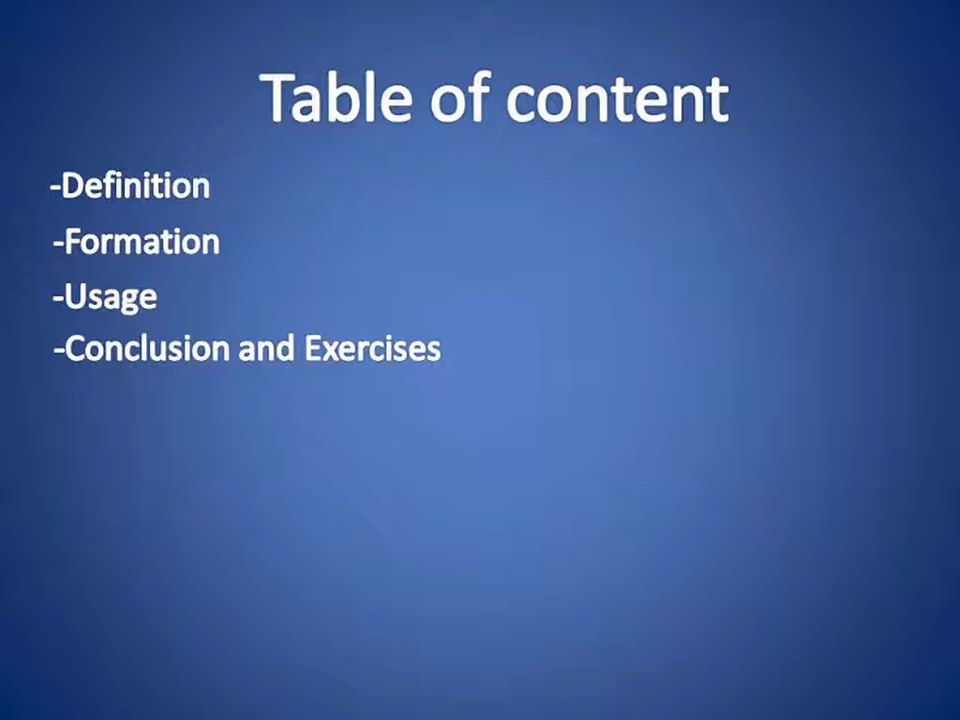 Table of content
-Definition
-Formation
-Usage
-Conclusion and Exercises